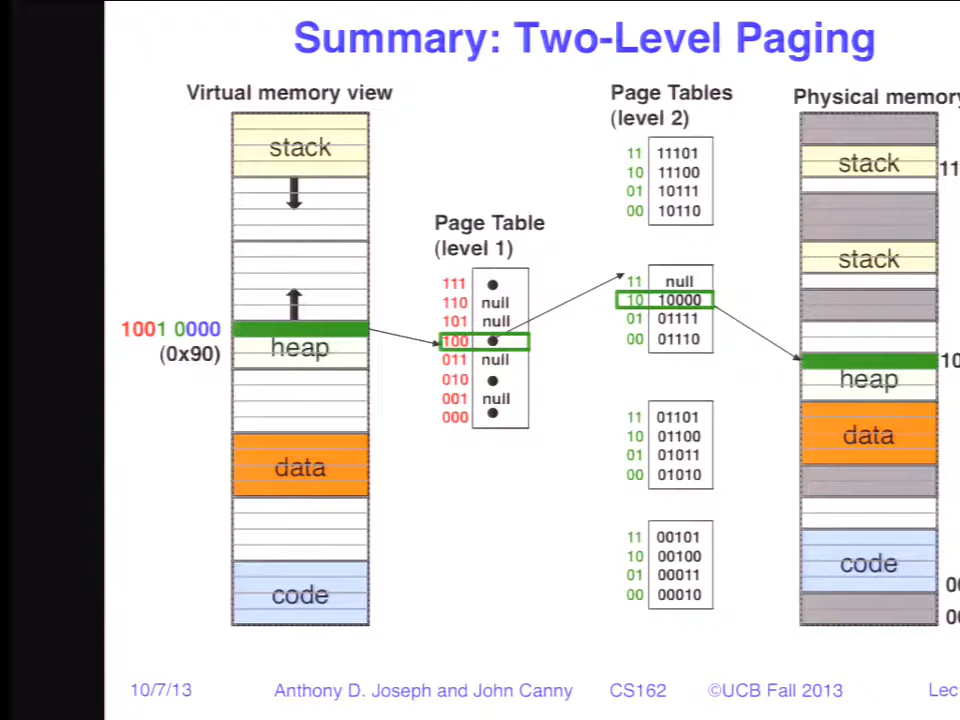 Summary: Two-Level Paging
Virtual memory view
stack
1001 0000
(0x90)
heap
data
code
Page Table
(level 1)
111
110 null
101 null
100
011 null
010
001 null
000
Page Tables
(level 2)
11 11101
10 11100
01 10111
00 10110
11 null
10 10000
01 01111
00 01110
11 01101
10 01100
01 01011
00 01010
11 00101
10 00100
01 00011
00 00010
Physical memory
stack
stack
heap
data
code
10/7/13 Anthony D. Joseph and John Canny CS162 ©UCB Fall 2013